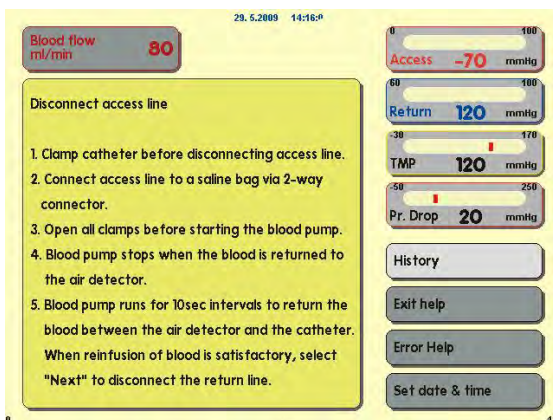 29. 5.2009 14:16:0
Blood flow
ml/min 80
Disconnect access line
1. Clamp catheter before disconnecting access line.
2. Connect access line to a saline bag via 2-way
connector.
3. Open all clamps before starting the blood pump.
4. Blood pump stops when the blood is returned to
the air detector.
5. Blood pump runs for 10sec intervals to return the
blood between the air detector and the catheter.
When reinfusion of blood is satisfactory, select
"Next" to disconnect the return line.
0 100
Access -70 mmHg
60 100
Return 120 mmHg
-30 170
TMP 120 mmHg
-50 250
Pr. Drop 20 mmHg
History
Exit help
Error Help
Set date & time